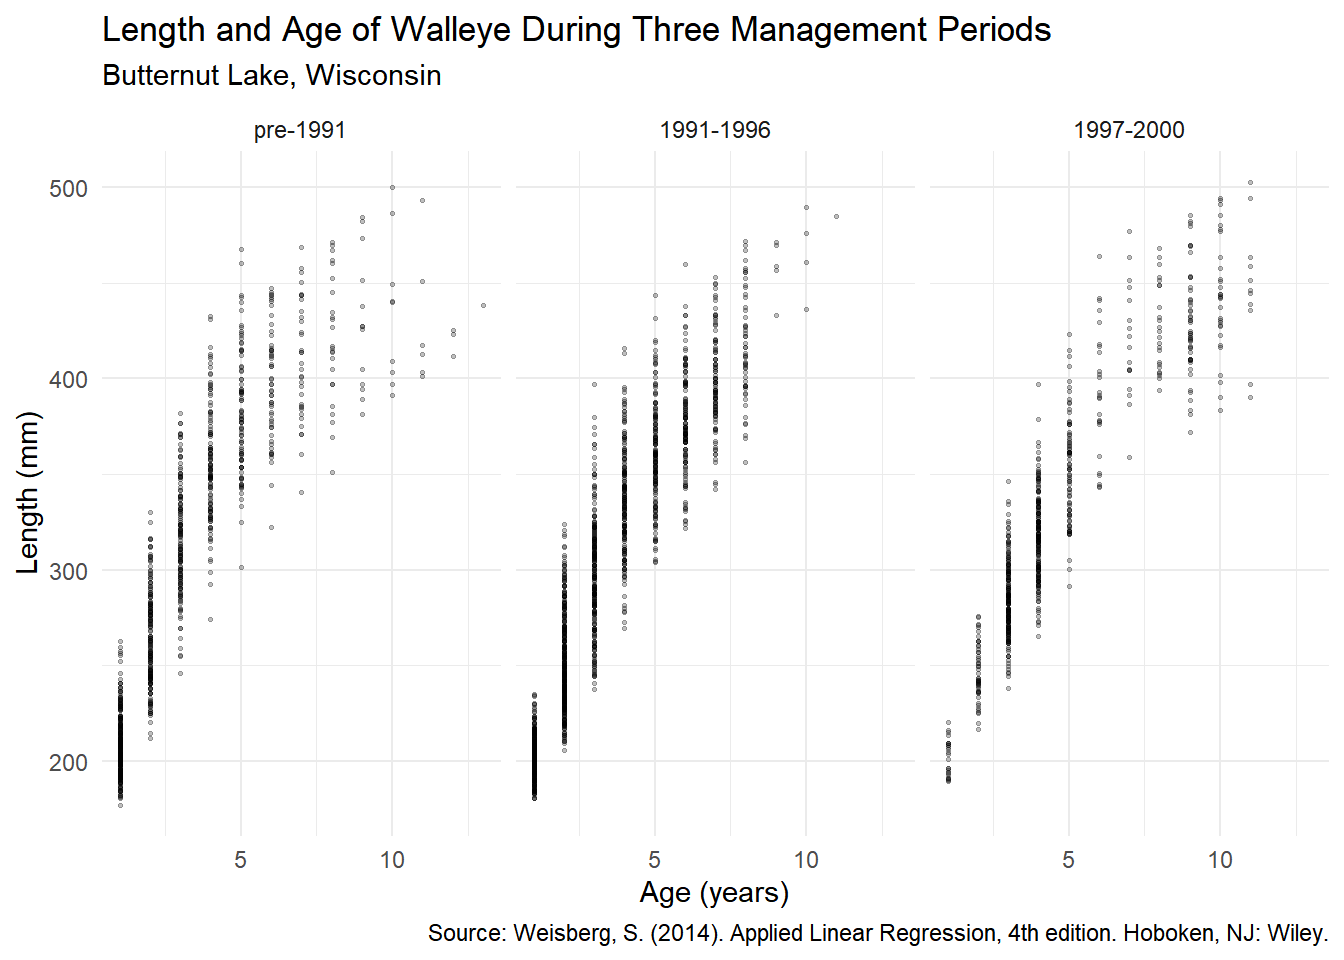 Length and Age of Walleye During Three Management Periods
Butternut Lake, Wisconsin
pre-1991 1991-1996 1997-2000
500
400
300
200
Length (mm)
5 10 5 10 5 10
Age (years)
Source: Weisberg, S. (2014). Applied Linear Regression, 4th edition. Hoboken, NJ: Wiley.